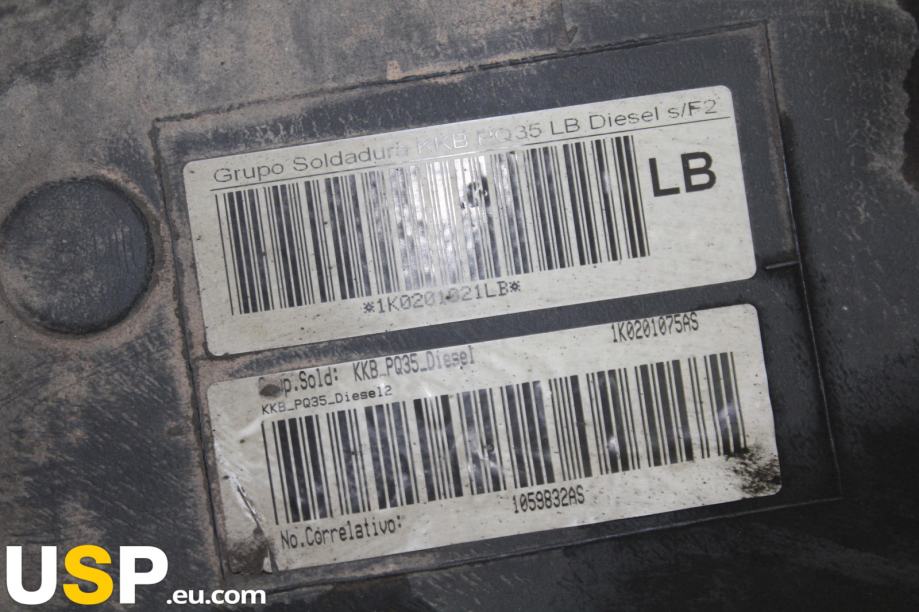 Grupo Soldadura KKB PQ35 LB Diesel s/F2
LB
*1K0201021LB*
1K0201075AS
Grup.Sold: KKB_PQ35_Diesel
KKB_PQ35_Diesel2
1059832AS
No.Correlativo:
USP.eu.com